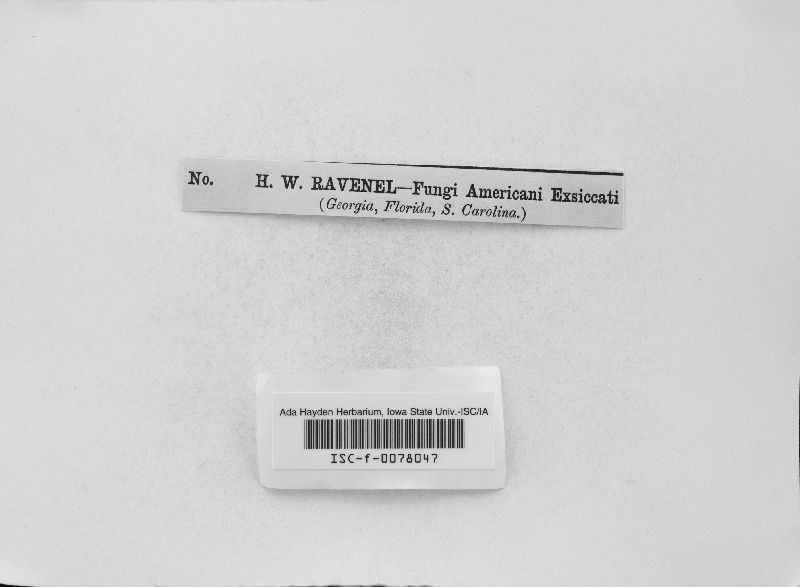 No. H. W. RAVENEL—Fungi Americani Exsiccati
(Georgia, Florida, S. Carolina.)
Ada Hayden Herbarium, Iowa State Univ.-ISC/IA
ISC-f-0078047